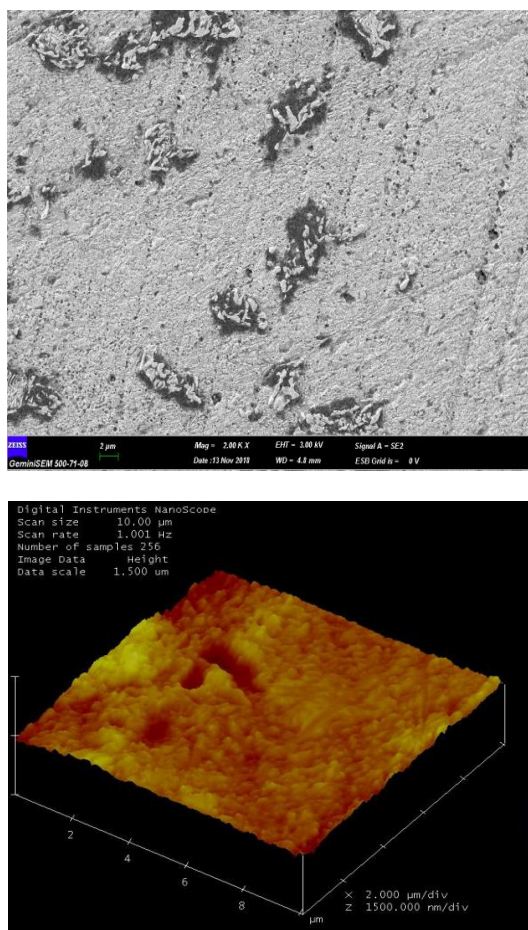 ZEISS 2 µm Mag = 2.00 K X EHT = 3.00 kV Signal A = SE2
GeminiSEM 500-71-08 Date :13 Nov 2018 WD = 4.8 mm ESB Grid is = 0 V
Digital Instruments NanoScope
Scan size 10.00 µm
Scan rate 1.001 Hz
Number of samples 256
Image Data Height
Data scale 1.500 um
2
4
6
8
µm
X 2.000 µm/div
Z 1500.000 nm/div